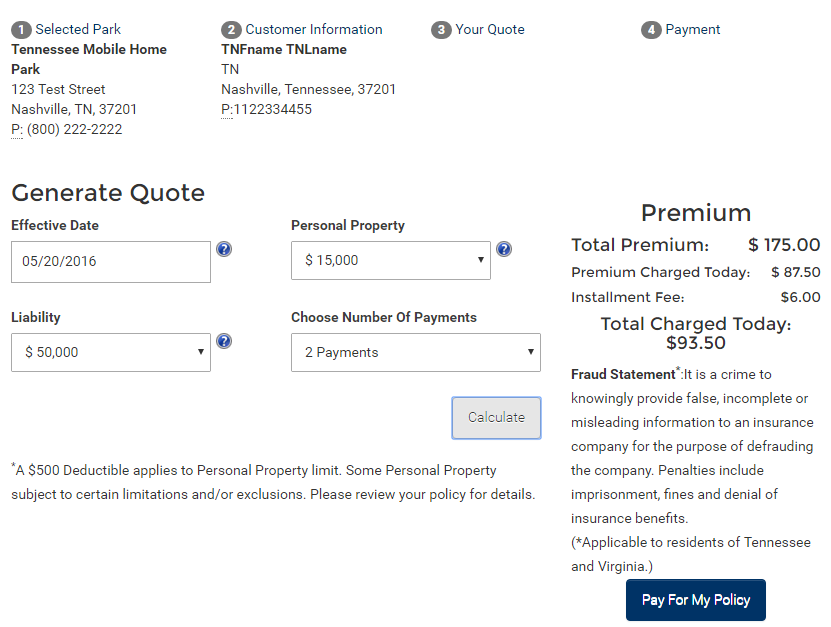 1 Selected Park
Tennessee Mobile Home
Park
123 Test Street
Nashville, TN, 37201
P: (800) 222-2222
2 Customer Information
TNFname TNLname
TN
Nashville, Tennessee, 37201
P:1122334455
3 Your Quote
4 Payment
Generate Quote
Effective Date
05/20/2016
?
Personal Property
$ 15,000
?
Liability
$ 50,000
?
Choose Number Of Payments
2 Payments
Calculate
*A $500 Deductible applies to Personal Property limit. Some Personal Property
subject to certain limitations and/or exclusions. Please review your policy for details.
Premium
Total Premium: $ 175.00
Premium Charged Today: $ 87.50
Installment Fee: $6.00
Total Charged Today:
$93.50
Fraud Statement*:It is a crime to
knowingly provide false, incomplete or
misleading information to an insurance
company for the purpose of defrauding
the company. Penalties include
imprisonment, fines and denial of
insurance benefits.
(*Applicable to residents of Tennessee
and Virginia.)
Pay For My Policy